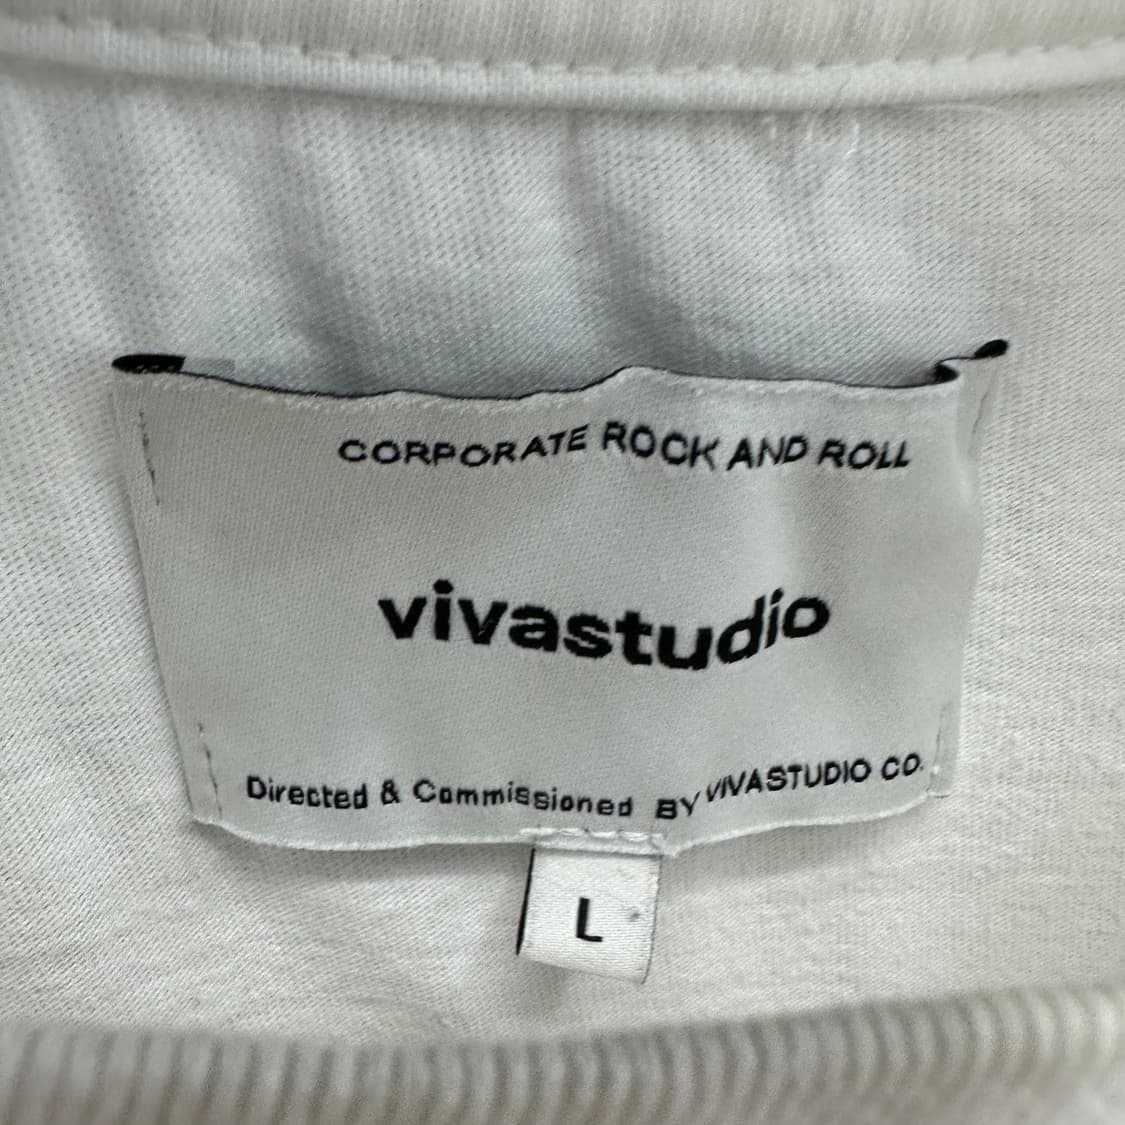 CORPORATE ROCK AND ROLL
vivastudio
Directed & Commissioned BY VIVASTUDIO CO.
L